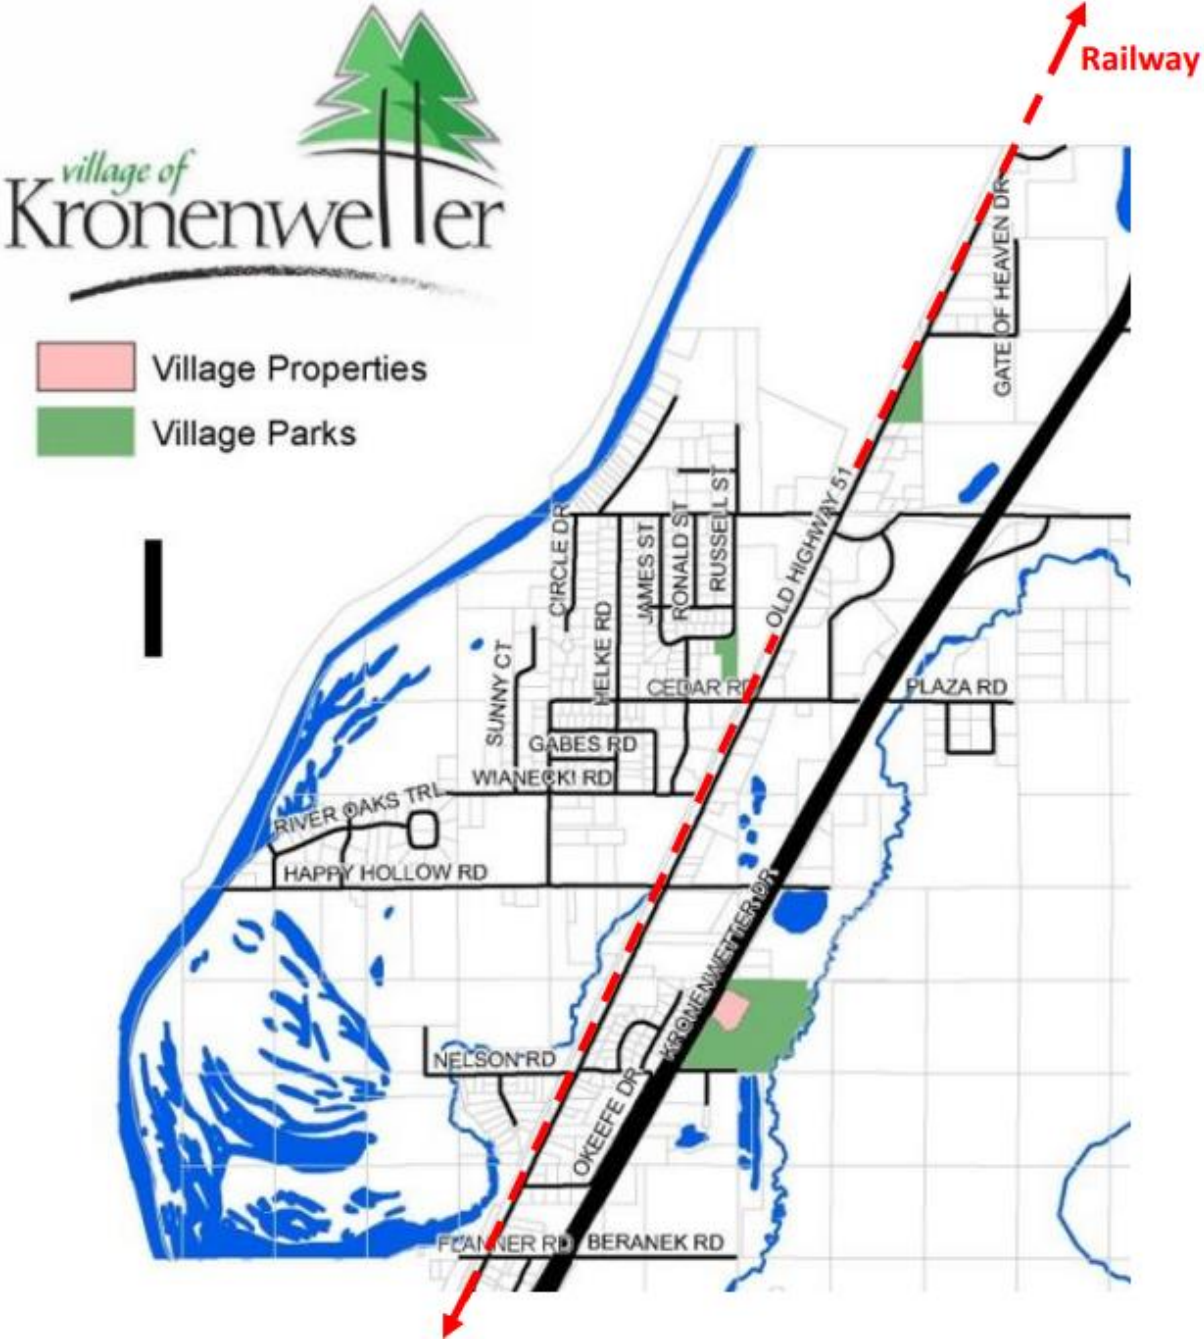 Railway
village of
Kronenwetter
Village Properties
Village Parks
GATE OF HEAVEN DR
OLD HIGHWAY 51
CIRCLE DR
JAMES ST
RONALD ST
RUSSELL ST
HELKE RD
SUNNY CT
CEDAR RD
PLAZA RD
GABES RD
WIANECKI RD
RIVER OAKS TRL
HAPPY HOLLOW RD
KRONENWETTER DR
NELSON RD
OKEEFE DR
FLANNER RD
BERANEK RD